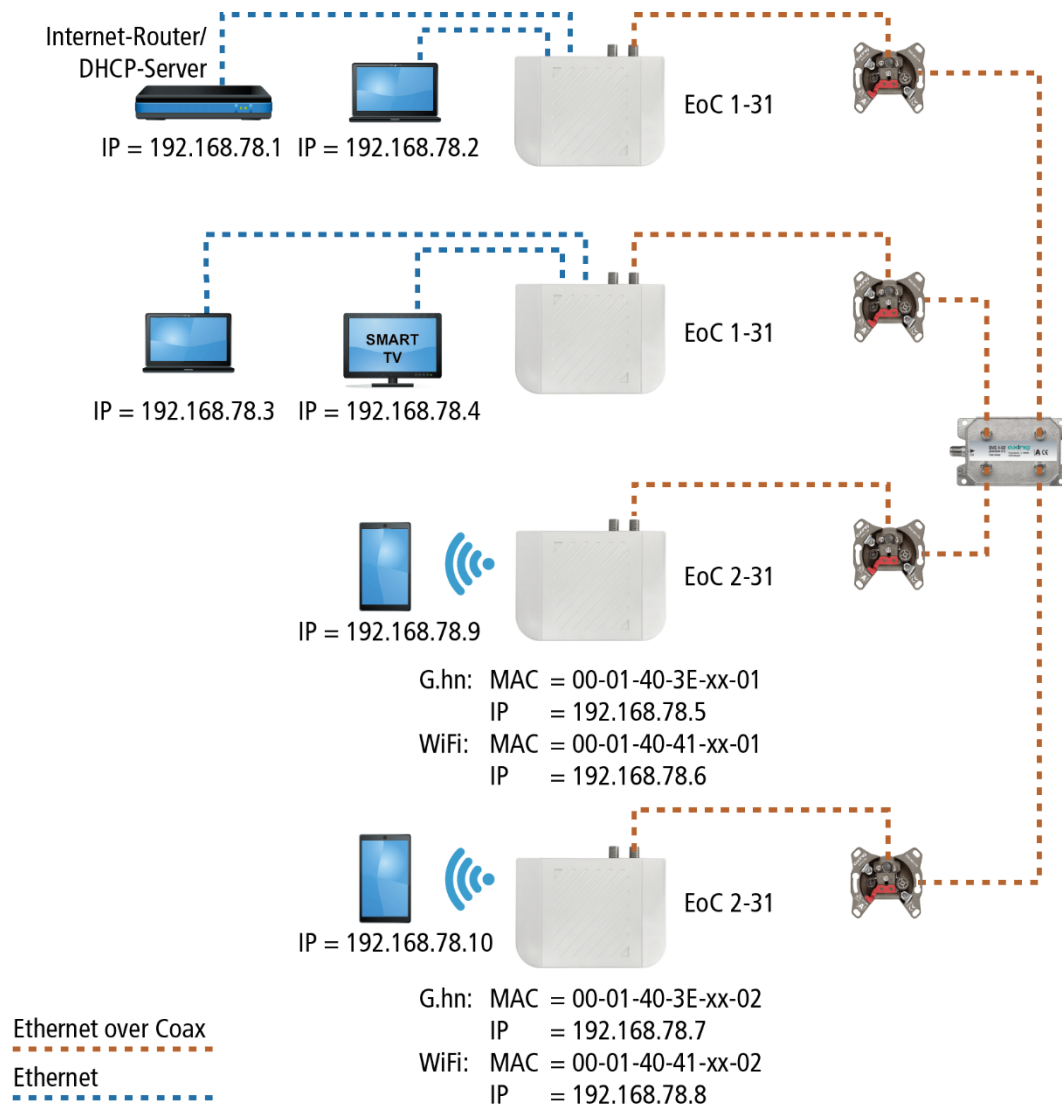 Internet-Router/
DHCP-Server
IP = 192.168.78.1
IP = 192.168.78.2
EoC 1-31
SMART
TV
IP = 192.168.78.3
IP = 192.168.78.4
EoC 1-31
axing
IP = 192.168.78.9
EoC 2-31
G.hn: MAC = 00-01-40-3E-xx-01
IP = 192.168.78.5
WiFi: MAC = 00-01-40-41-xx-01
IP = 192.168.78.6
IP = 192.168.78.10
EoC 2-31
G.hn: MAC = 00-01-40-3E-xx-02
IP = 192.168.78.7
WiFi: MAC = 00-01-40-41-xx-02
IP = 192.168.78.8
Ethernet over Coax
Ethernet